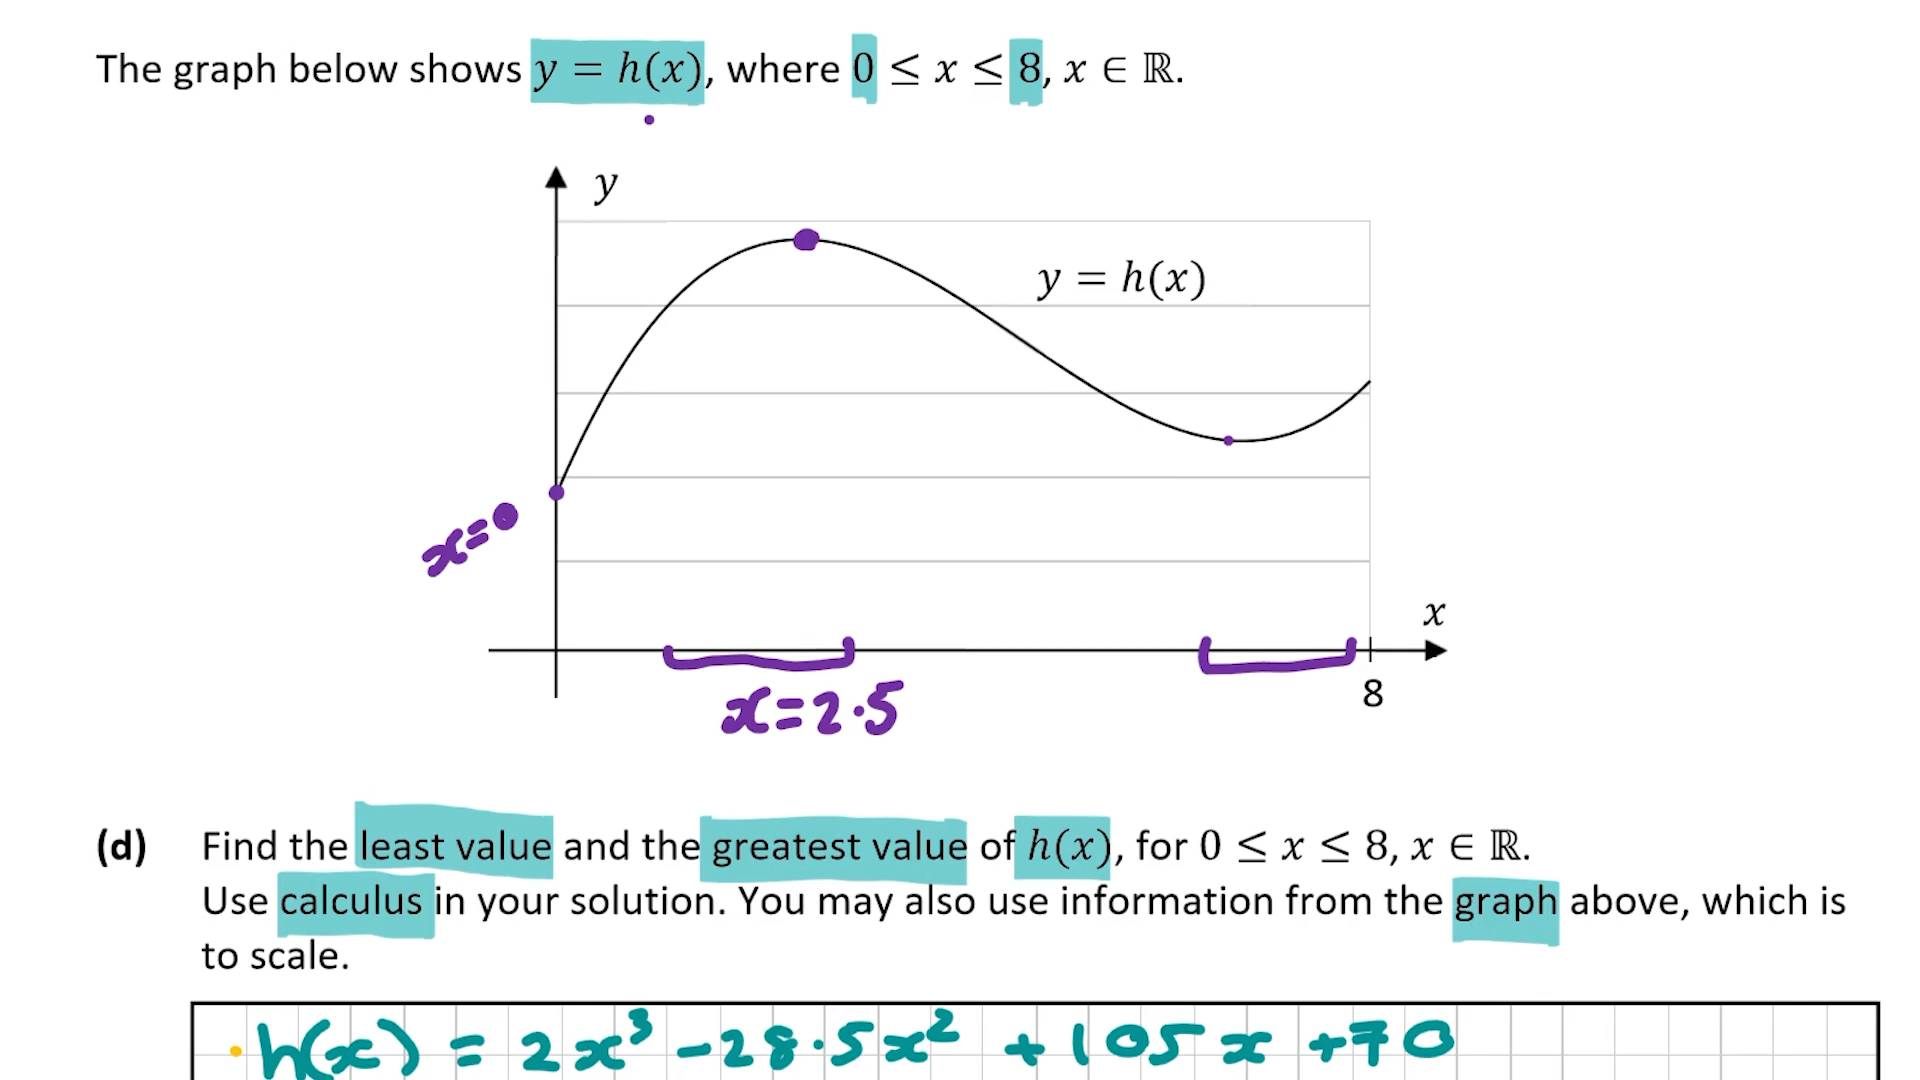 The graph below shows y = h(x), where 0 ≤ x ≤ 8, x ∈ ℝ.
y
y = h(x)
x=0
x
x=2.5
8
(d) Find the least value and the greatest value of h(x), for 0 ≤ x ≤ 8, x ∈ ℝ.
Use calculus in your solution. You may also use information from the graph above, which is
to scale.
h(x) = 2x³ -28.5x² +105x +70